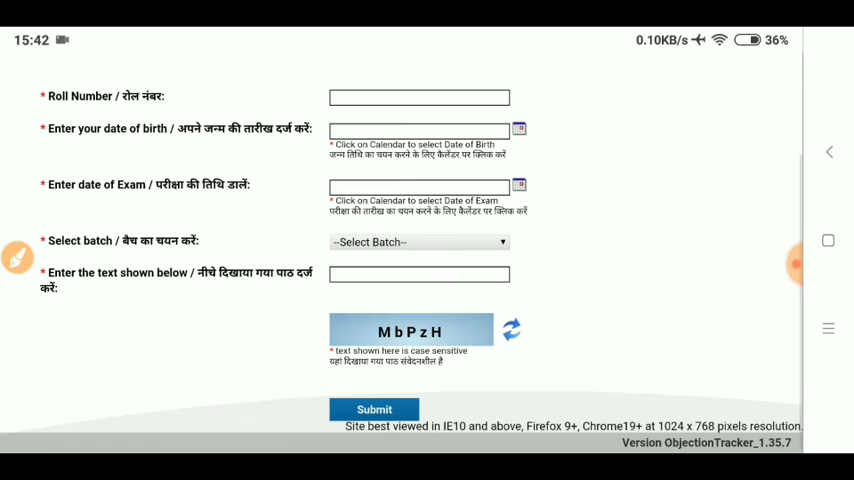 15:42 0.10KB/s 36%
* Roll Number / रोल नंबर:
* Enter your date of birth / अपने जन्म की तारीख दर्ज करें:
* Click on Calendar to select Date of Birth
जन्म तिथि का चयन करने के लिए कैलेंडर पर क्लिक करें
* Enter date of Exam / परीक्षा की तिथि डालें:
* Click on Calendar to select Date of Exam
परीक्षा की तारीख का चयन करने के लिए कैलेंडर पर क्लिक करें
* Select batch / बैच का चयन करें:
--Select Batch--
* Enter the text shown below / नीचे दिखाया गया पाठ दर्ज
करें:
M b P z H
* text shown here is case sensitive
यहां दिखाया गया पाठ संवेदनशील है
Submit
Site best viewed in IE10 and above, Firefox 9+, Chrome19+ at 1024 x 768 pixels resolution.
Version ObjectionTracker_1.35.7